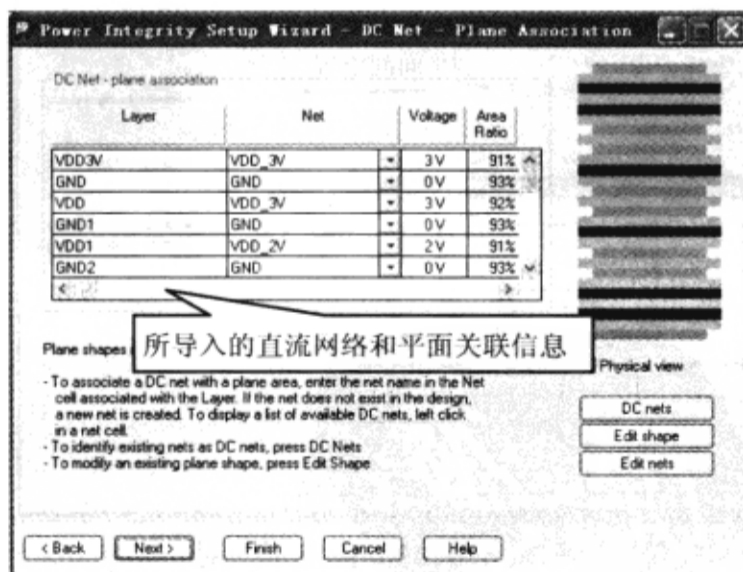 Power Integrity Setup Wizard - DC Net - Plane Association
DC Net - plane association
Layer Net Voltage Area Ratio
VDD3V VDD_3V 3 V 91%
GND GND 0 V 93%
VDD VDD_3V 3 V 92%
GND1 GND 0 V 93%
VDD1 VDD_2V 2 V 91%
GND2 GND 0 V 93%
所导入的直流网络和平面关联信息
Plane shapes
Physical view
- To associate a DC net with a plane area, enter the net name in the Net
cell associated with the Layer. If the net does not exist in the design,
a new net is created. To display a list of available DC nets, left click
in a net cell.
- To identify existing nets as DC nets, press DC Nets
- To modify an existing plane shape, press Edit Shape
DC nets
Edit shape
Edit nets
< Back Next > Finish Cancel Help